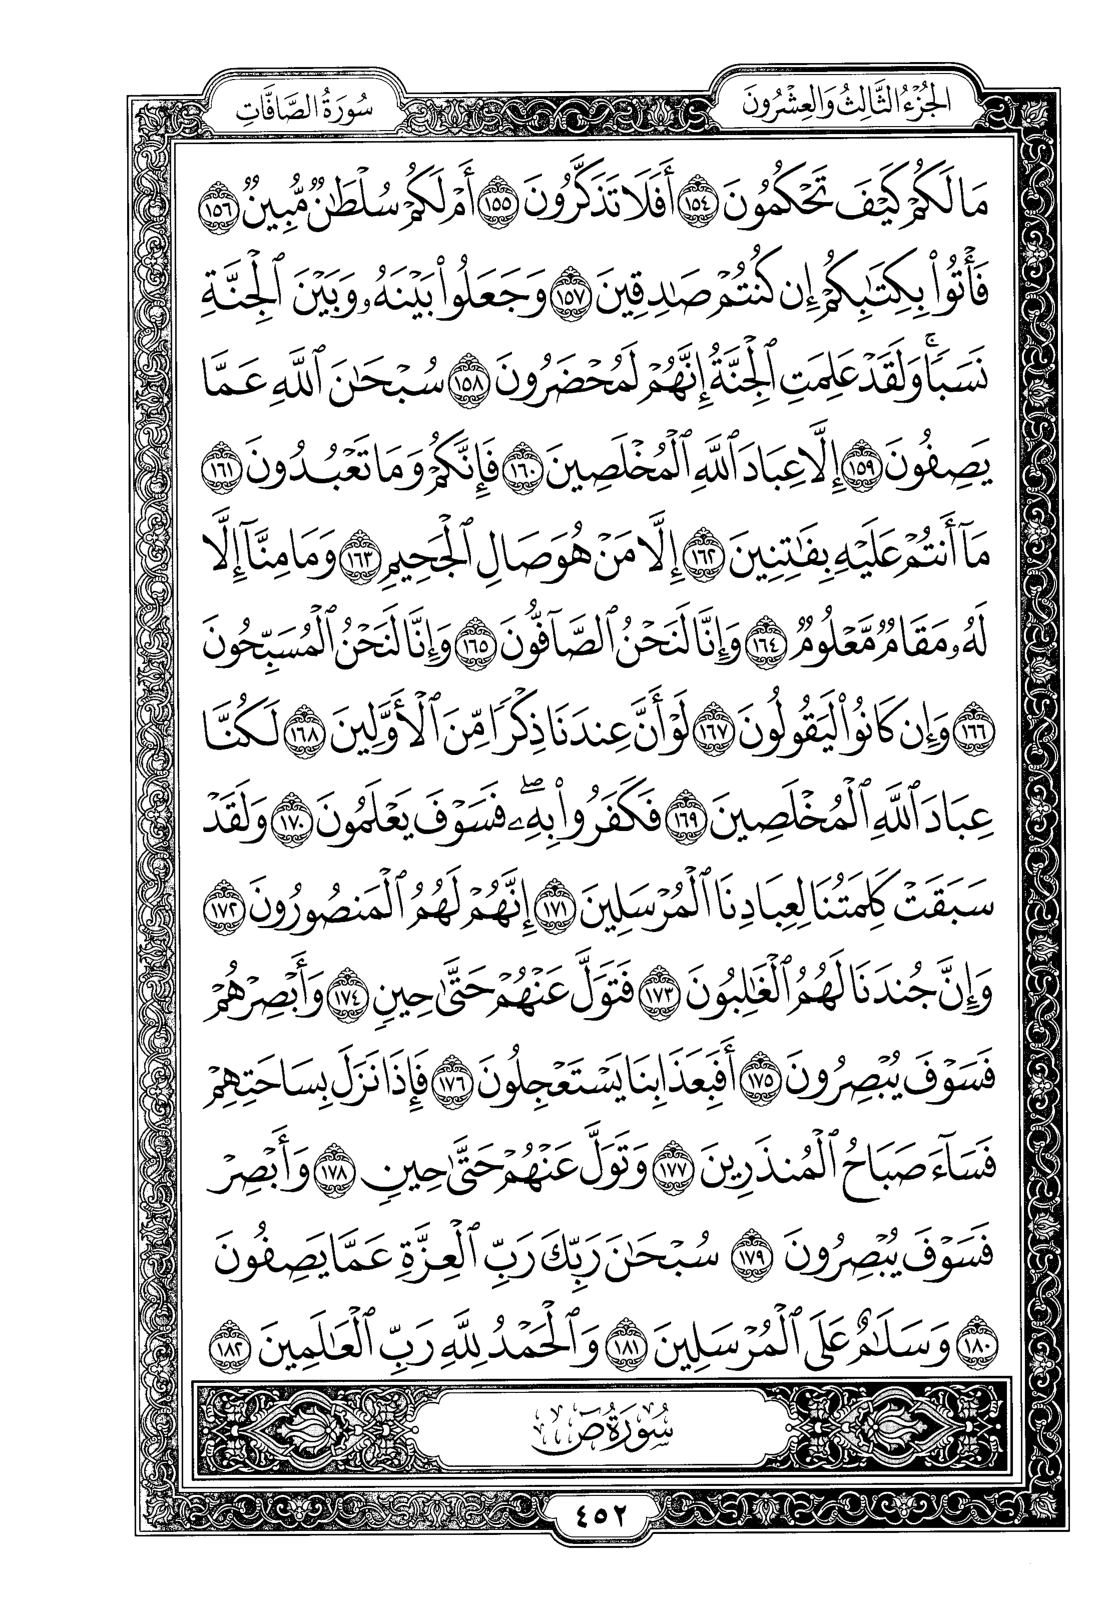 الجُزْءُ الثَّالِثُ وَالعِشْرُونَ
سُورَةُ الصَّافَّاتِ
مَا لَكُمْ كَيْفَ تَحْكُمُونَ ١٥٤ أَفَلَا تَذَكَّرُونَ ١٥٥ أَمْ لَكُمْ سُلْطَٰنٌ مُّبِينٌ ١٥٦
فَأْتُوا۟ بِكِتَٰبِكُمْ إِن كُنتُمْ صَٰدِقِينَ ١٥٧ وَجَعَلُوا۟ بَيْنَهُۥ وَبَيْنَ ٱلْجِنَّةِ
نَسَبًا ۚ وَلَقَدْ عَلِمَتِ ٱلْجِنَّةُ إِنَّهُمْ لَمُحْضَرُونَ ١٥٨ سُبْحَٰنَ ٱللَّهِ عَمَّا
يَصِفُونَ ١٥٩ إِلَّا عِبَادَ ٱللَّهِ ٱلْمُخْلَصِينَ ١٦٠ فَإِنَّكُمْ وَمَا تَعْبُدُونَ ١٦١
مَآ أَنتُمْ عَلَيْهِ بِفَٰتِنِينَ ١٦٢ إِلَّا مَنْ هُوَ صَالِ ٱلْجَحِيمِ ١٦٣ وَمَا مِنَّآ إِلَّا
لَهُۥ مَقَامٌ مَّعْلُومٌ ١٦٤ وَإِنَّا لَنَحْنُ ٱلصَّآفُّونَ ١٦٥ وَإِنَّا لَنَحْنُ ٱلْمُسَبِّحُونَ
١٦٦ وَإِن كَانُوا۟ لَيَقُولُونَ ١٦٧ لَوْ أَنَّ عِندَنَا ذِكْرًا مِّنَ ٱلْأَوَّلِينَ ١٦٨ لَكُنَّا
عِبَادَ ٱللَّهِ ٱلْمُخْلَصِينَ ١٦٩ فَكَفَرُوا۟ بِهِۦ ۖ فَسَوْفَ يَعْلَمُونَ ١٧٠ وَلَقَدْ
سَبَقَتْ كَلِمَتُنَا لِعِبَادِنَا ٱلْمُرْسَلِينَ ١٧١ إِنَّهُمْ لَهُمُ ٱلْمَنصُورُونَ ١٧٢
وَإِنَّ جُندَنَا لَهُمُ ٱلْغَٰلِبُونَ ١٧٣ فَتَوَلَّ عَنْهُمْ حَتَّىٰ حِينٍ ١٧٤ وَأَبْصِرْهُمْ
فَسَوْفَ يُبْصِرُونَ ١٧٥ أَفَبِعَذَابِنَا يَسْتَعْجِلُونَ ١٧٦ فَإِذَا نَزَلَ بِسَاحَتِهِمْ
فَسَآءَ صَبَاحُ ٱلْمُنذَرِينَ ١٧٧ وَتَوَلَّ عَنْهُمْ حَتَّىٰ حِينٍ ١٧٨ وَأَبْصِرْ
فَسَوْفَ يُبْصِرُونَ ١٧٩ سُبْحَٰنَ رَبِّكَ رَبِّ ٱلْعِزَّةِ عَمَّا يَصِفُونَ
١٨٠ وَسَلَٰمٌ عَلَى ٱلْمُرْسَلِينَ ١٨١ وَٱلْحَمْدُ لِلَّهِ رَبِّ ٱلْعَٰلَمِينَ ١٨٢
سُورَةُ صٓ
٤٥٢